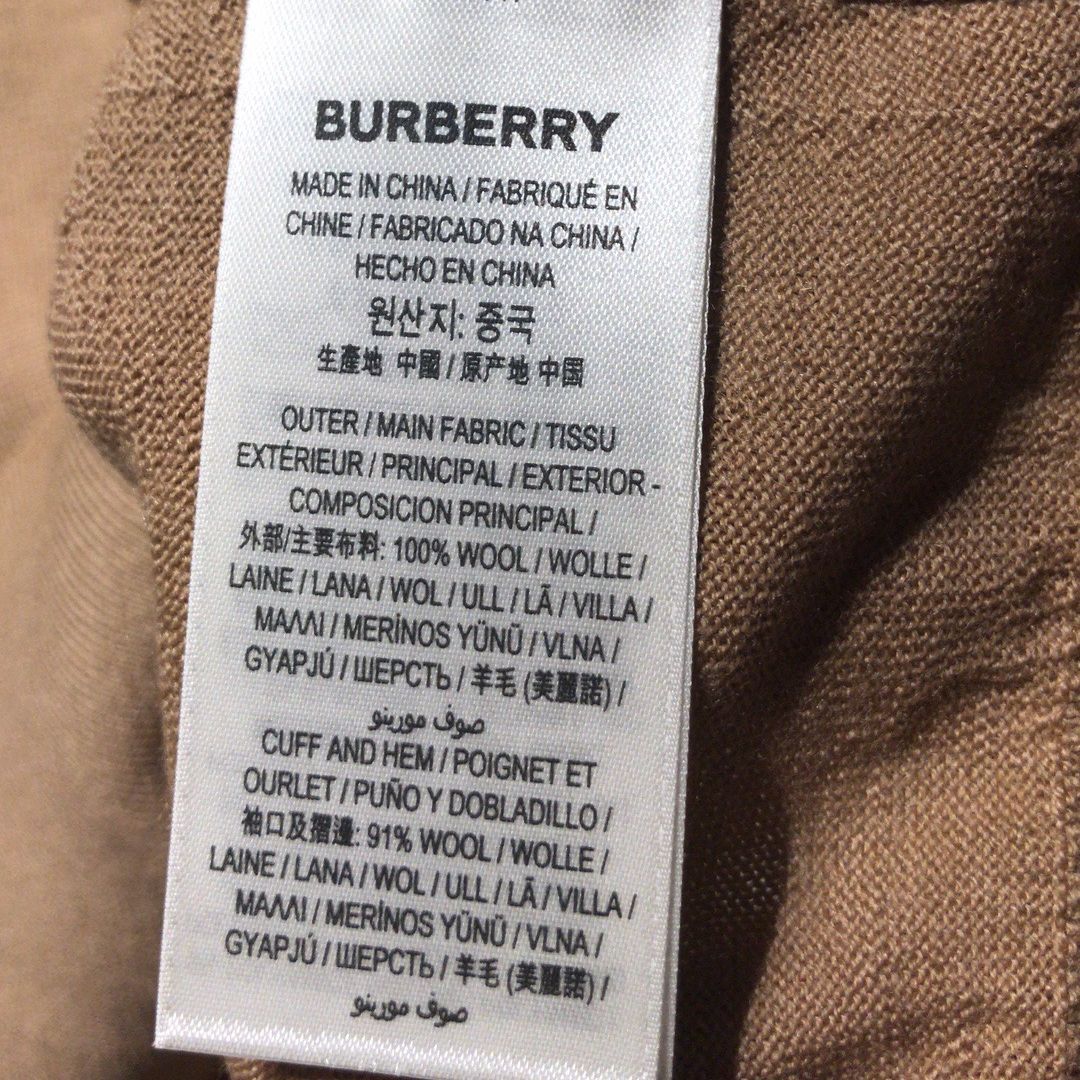 BURBERRY
MADE IN CHINA / FABRIQUÉ EN
CHINE / FABRICADO NA CHINA /
HECHO EN CHINA
원산지: 중국
生產地 中國 / 原产地 中国
OUTER / MAIN FABRIC / TISSU
EXTÉRIEUR / PRINCIPAL / EXTERIOR -
COMPOSICION PRINCIPAL /
外部/主要布料: 100% WOOL / WOLLE /
LAINE / LANA / WOL / ULL / LÃ / VILLA /
ΜΑΛΛΙ / MERİNOS YÜNÜ / VLNA /
GYAPJÚ / ШЕРСТЬ / 羊毛 (美麗諾) /
صوف مورينو
CUFF AND HEM / POIGNET ET
OURLET / PUÑO Y DOBLADILLO /
袖口及摺邊: 91% WOOL / WOLLE /
LAINE / LANA / WOL / ULL / LÃ / VILLA /
ΜΑΛΛΙ / MERİNOS YÜNÜ / VLNA /
GYAPJÚ / ШЕРСТЬ / 羊毛 (美麗諾) /
صوف مورينو